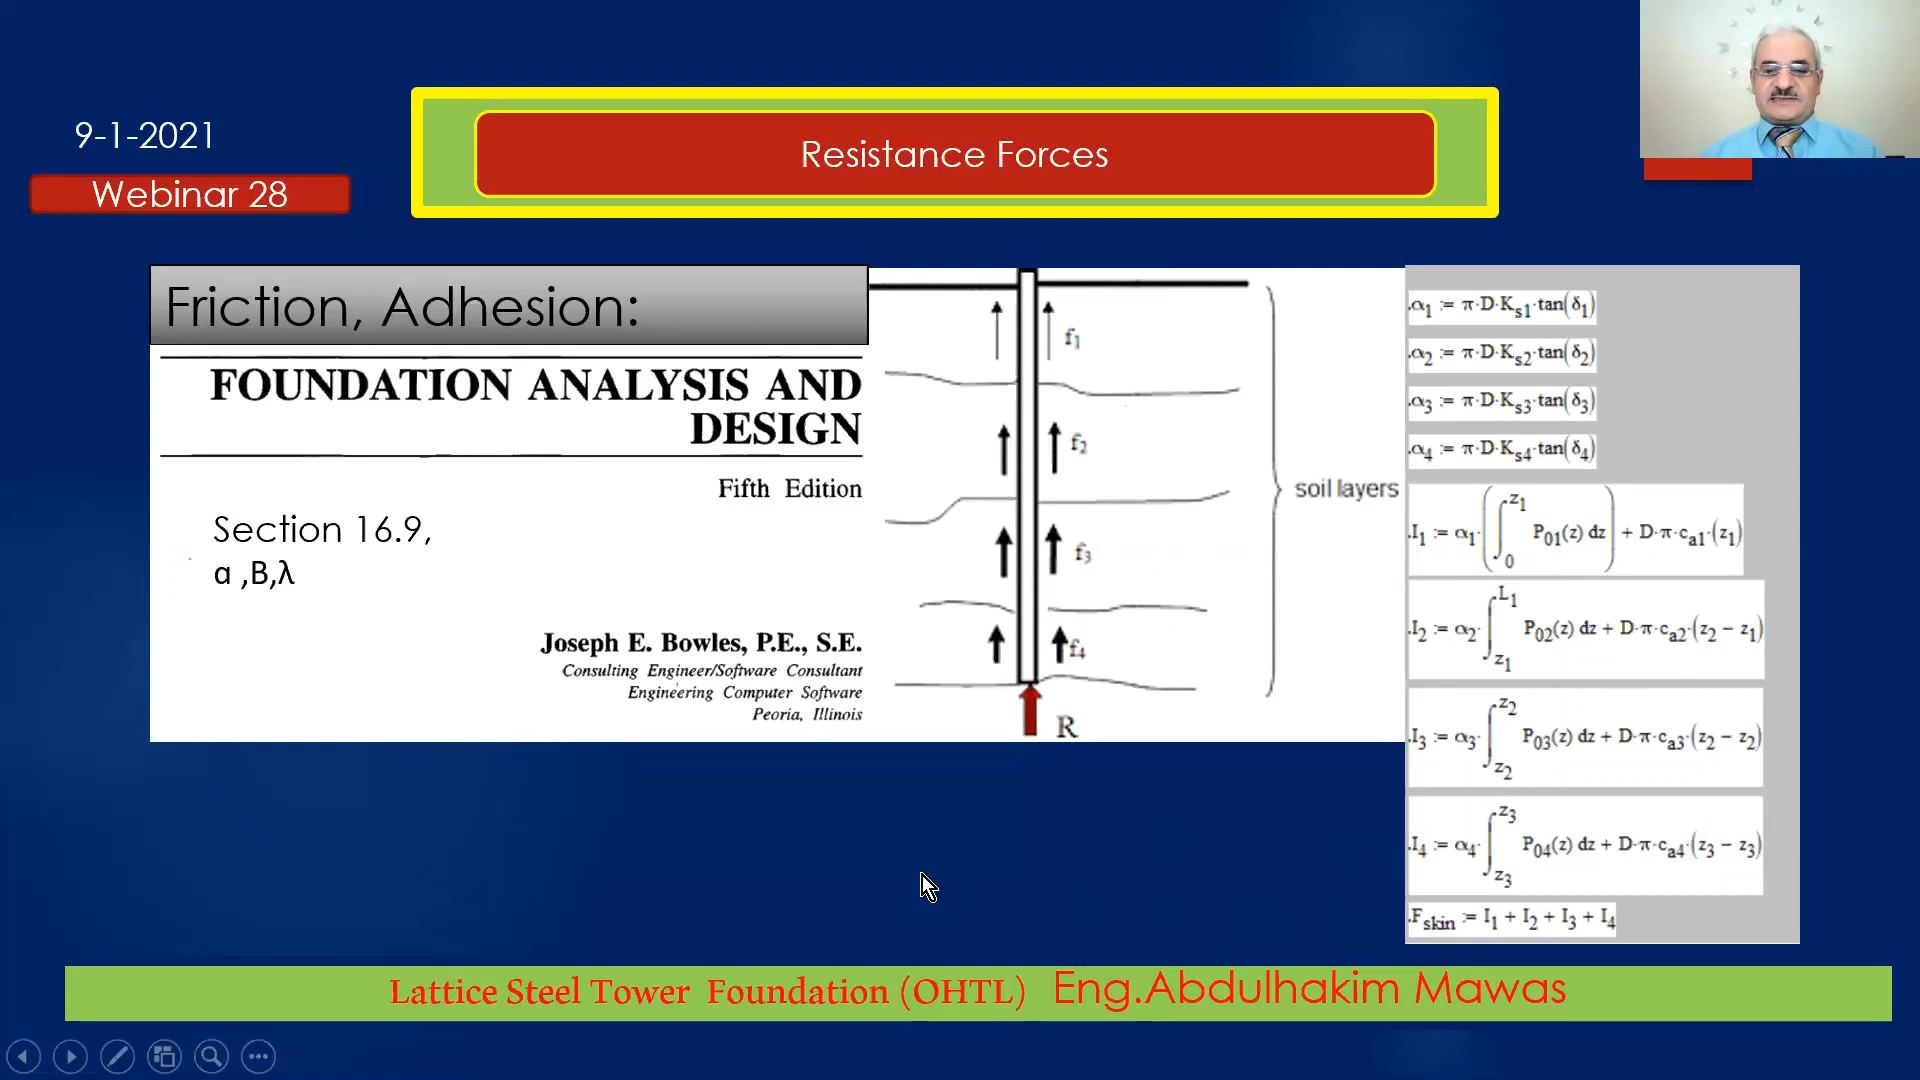 9-1-2021
Webinar 28
Resistance Forces
Friction, Adhesion:
FOUNDATION ANALYSIS AND
DESIGN
Fifth Edition
Section 16.9,
α ,B,λ
Joseph E. Bowles, P.E., S.E.
Consulting Engineer/Software Consultant
Engineering Computer Software
Peoria, Illinois
f1
f2
f3
f4
R
soil layers
.α1 := π·D·Ks1·tan(δ1)
.α2 := π·D·Ks2·tan(δ2)
.α3 := π·D·Ks3·tan(δ3)
.α4 := π·D·Ks4·tan(δ4)
.I1 := α1·(∫0^z1 P01(z) dz) + D·π·ca1·(z1)
.I2 := α2·∫z1^L1 P02(z) dz + D·π·ca2·(z2 − z1)
.I3 := α3·∫z2^z2 P03(z) dz + D·π·ca3·(z2 − z2)
.I4 := α4·∫z3^z3 P04(z) dz + D·π·ca4·(z3 − z3)
.Fskin := I1 + I2 + I3 + I4
Lattice Steel Tower Foundation (OHTL) Eng.Abdulhakim Mawas